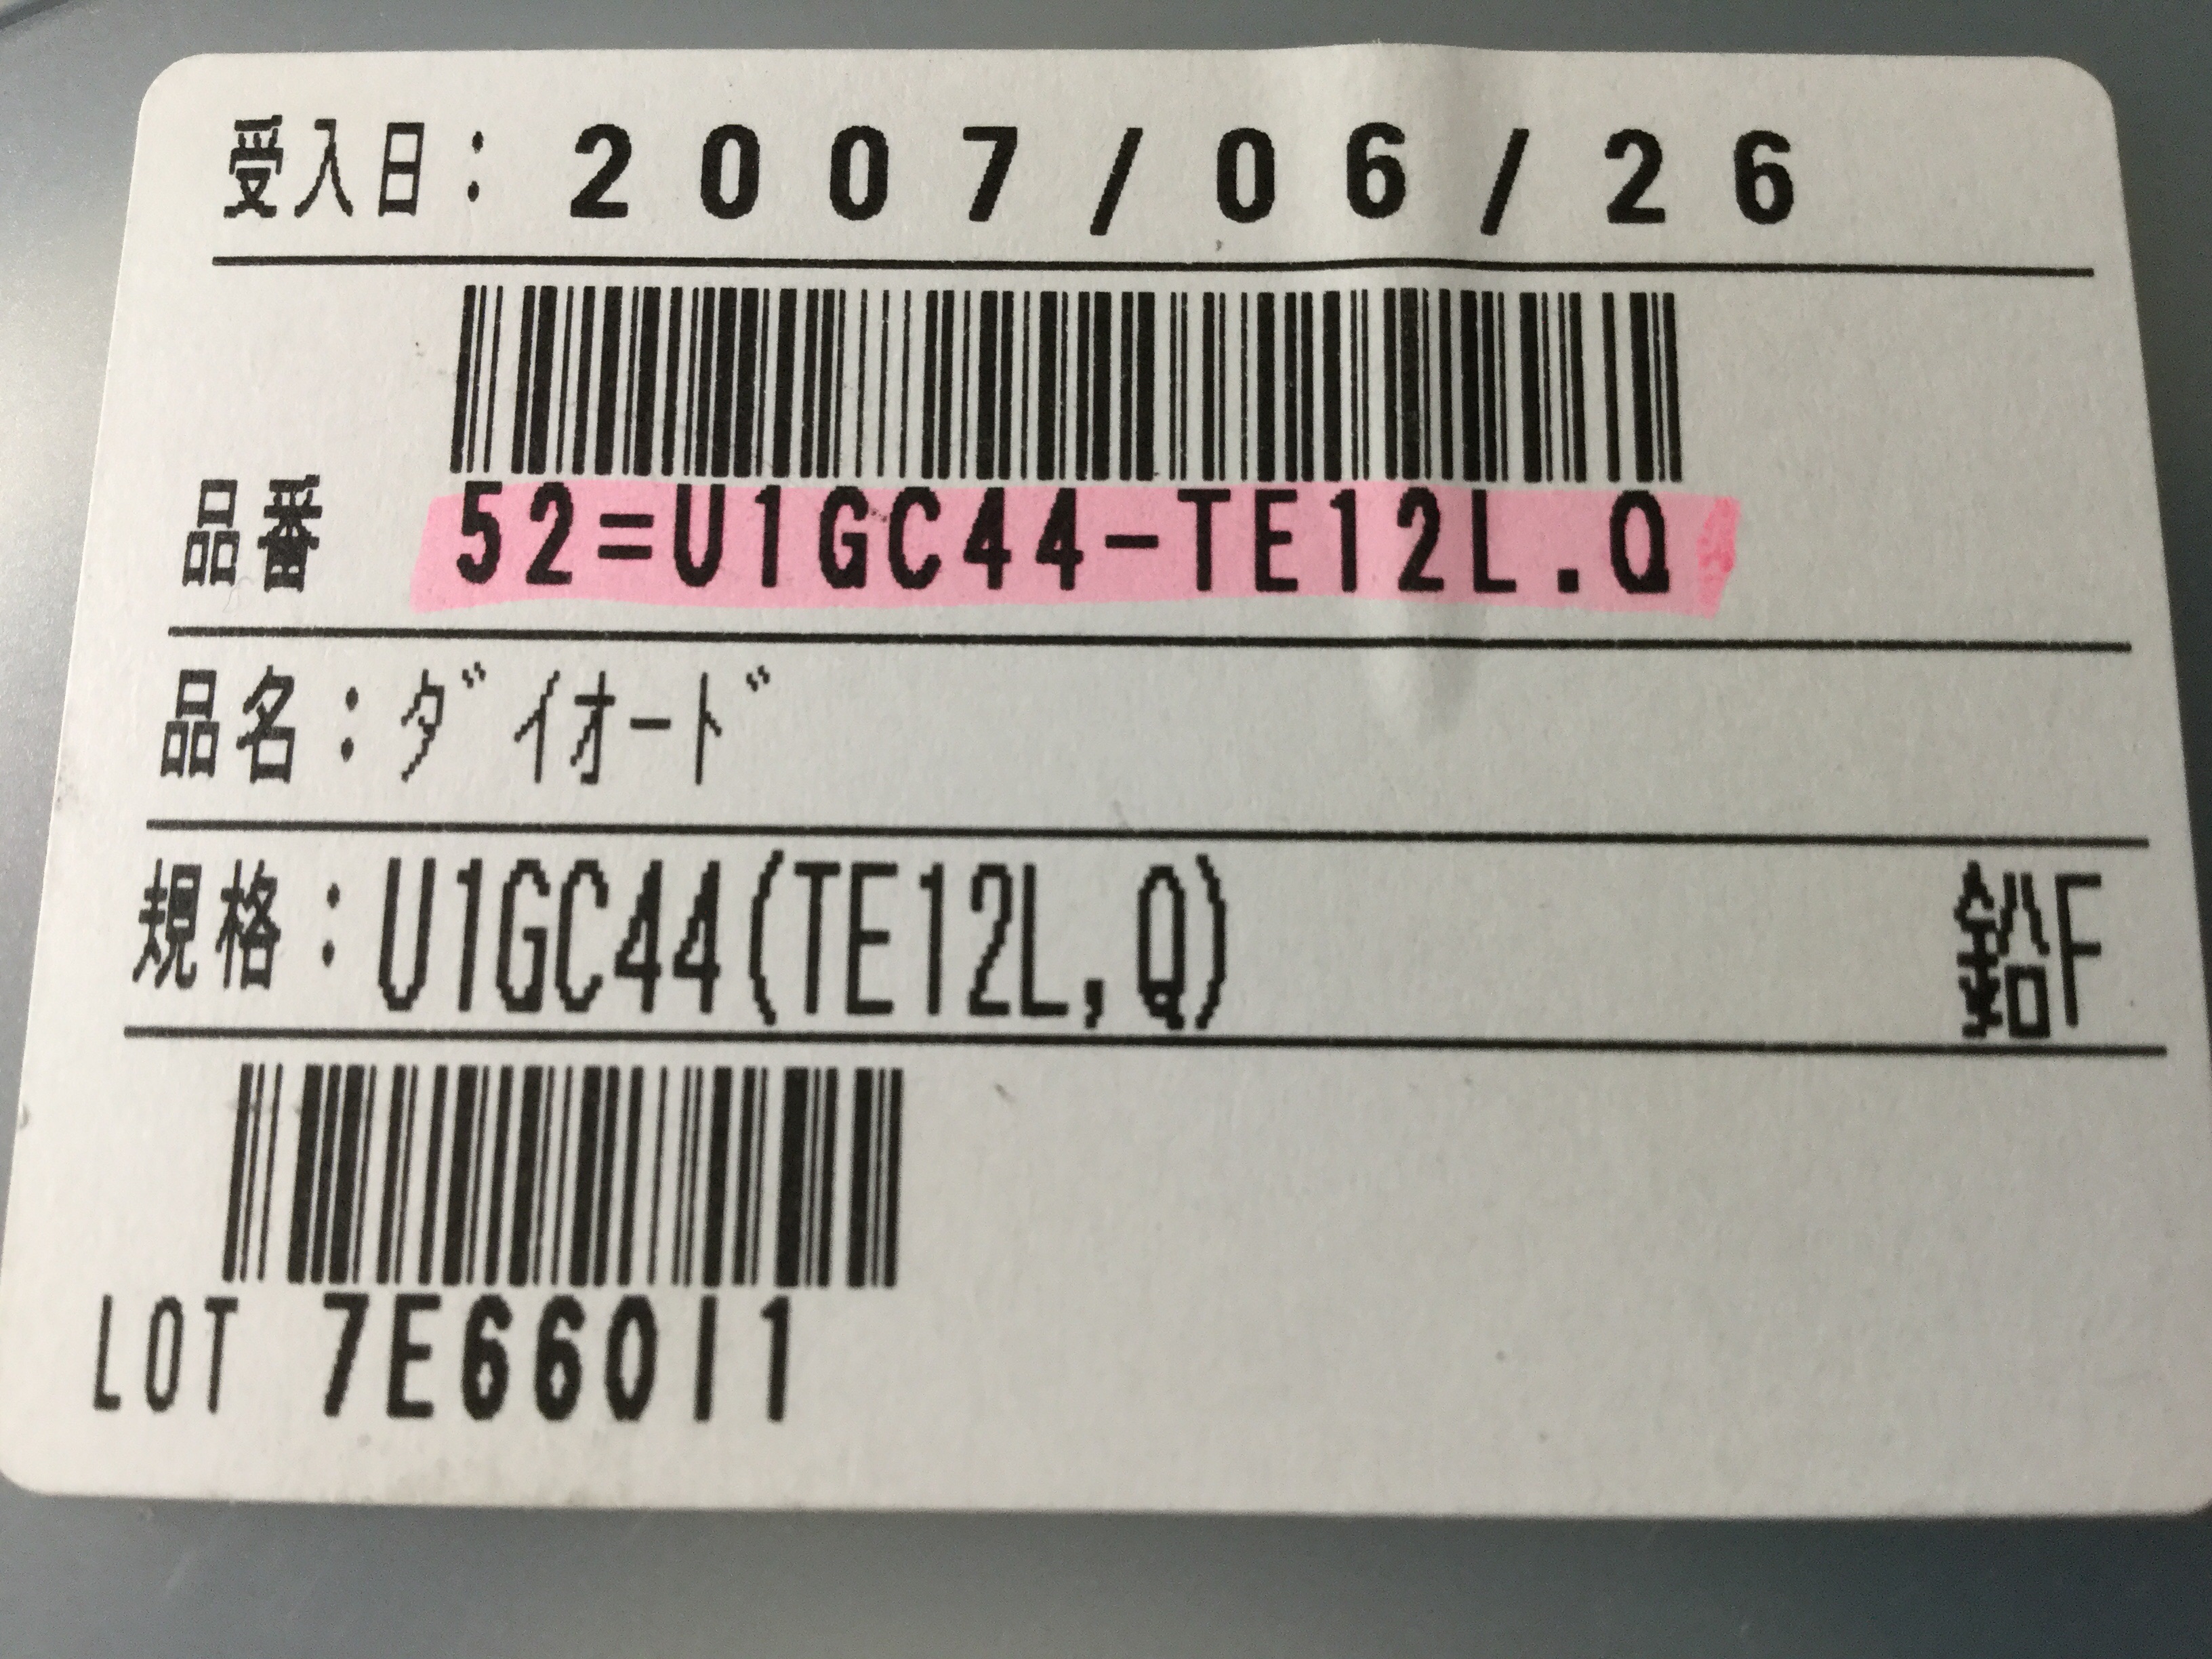 受入日: 2007/06/26
品番 52=U1GC44-TE12L.Q
品名:ダイオード
規格:U1GC44(TE12L,Q) 鉛F
LOT 7E660I1